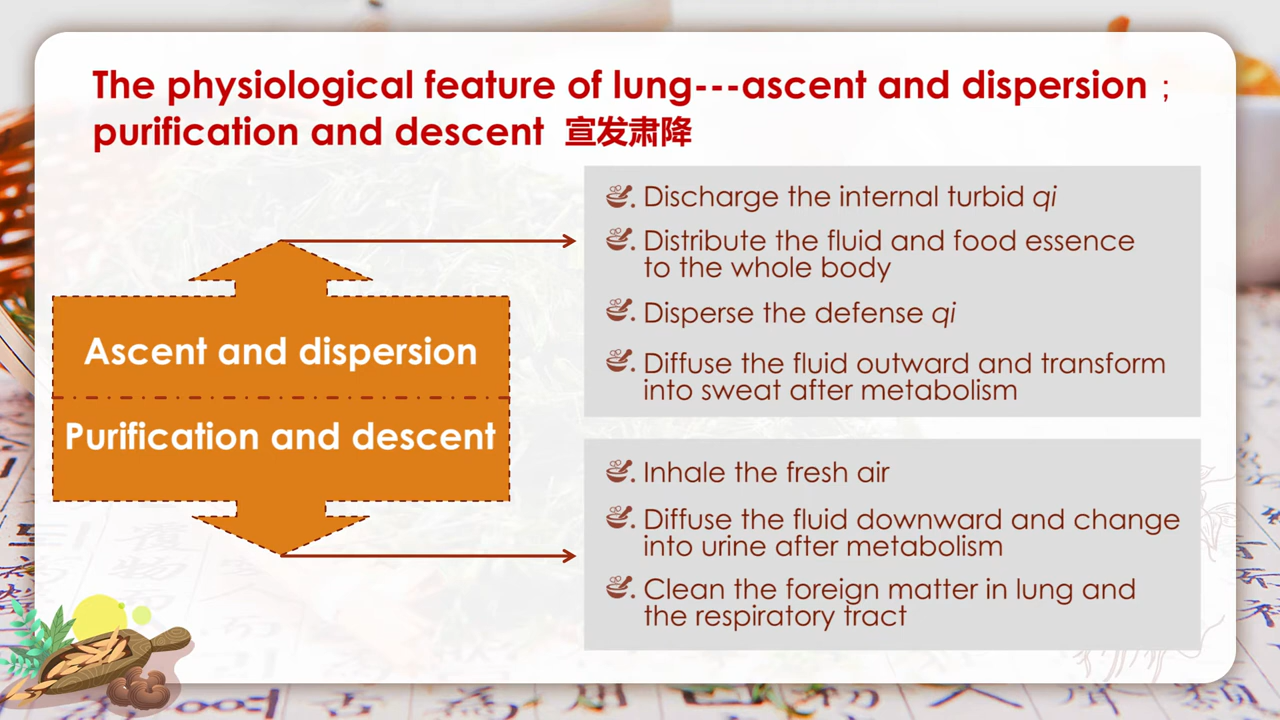 The physiological feature of lung---ascent and dispersion；
purification and descent 宣发肃降
Ascent and dispersion
Purification and descent
Discharge the internal turbid qi
Distribute the fluid and food essence
to the whole body
Disperse the defense qi
Diffuse the fluid outward and transform
into sweat after metabolism
Inhale the fresh air
Diffuse the fluid downward and change
into urine after metabolism
Clean the foreign matter in lung and
the respiratory tract